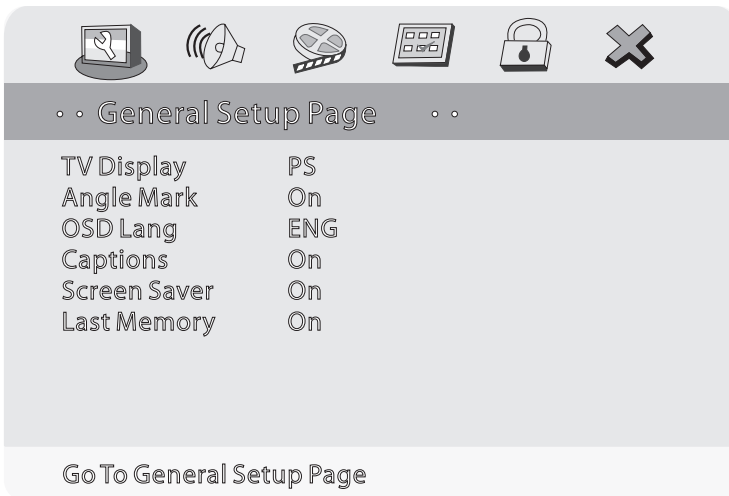 General Setup Page
TV Display PS
Angle Mark On
OSD Lang ENG
Captions On
Screen Saver On
Last Memory On
Go To General Setup Page